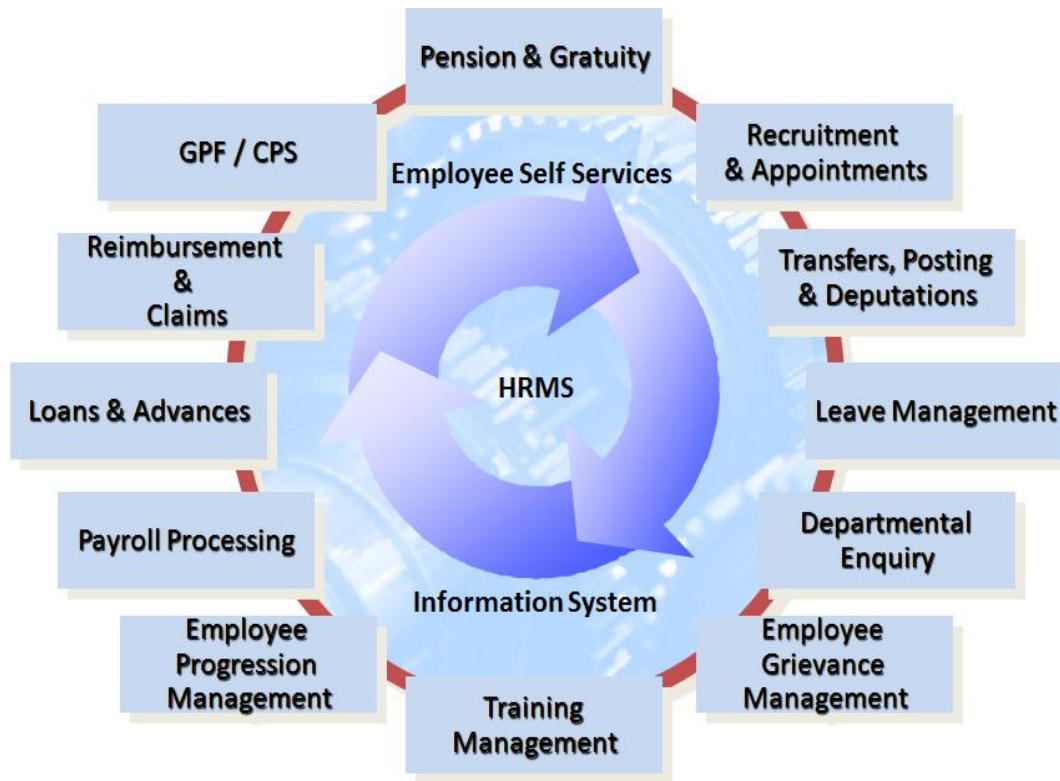 Pension & Gratuity
GPF / CPS
Recruitment
& Appointments
Employee Self Services
Reimbursement
&
Claims
Transfers, Posting
& Deputations
Loans & Advances
HRMS
Leave Management
Payroll Processing
Departmental
Enquiry
Information System
Employee
Progression
Management
Employee
Grievance
Management
Training
Management